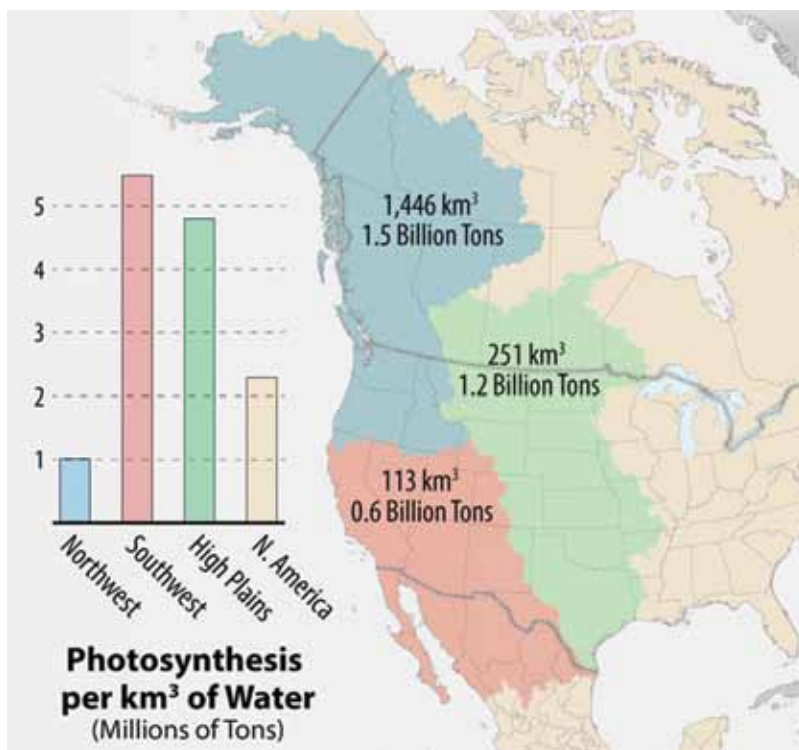 1,446 km³
1.5 Billion Tons
251 km³
1.2 Billion Tons
113 km³
0.6 Billion Tons
5
4
3
2
1
Northwest
Southwest
High Plains
N. America
Photosynthesis
per km³ of Water
(Millions of Tons)